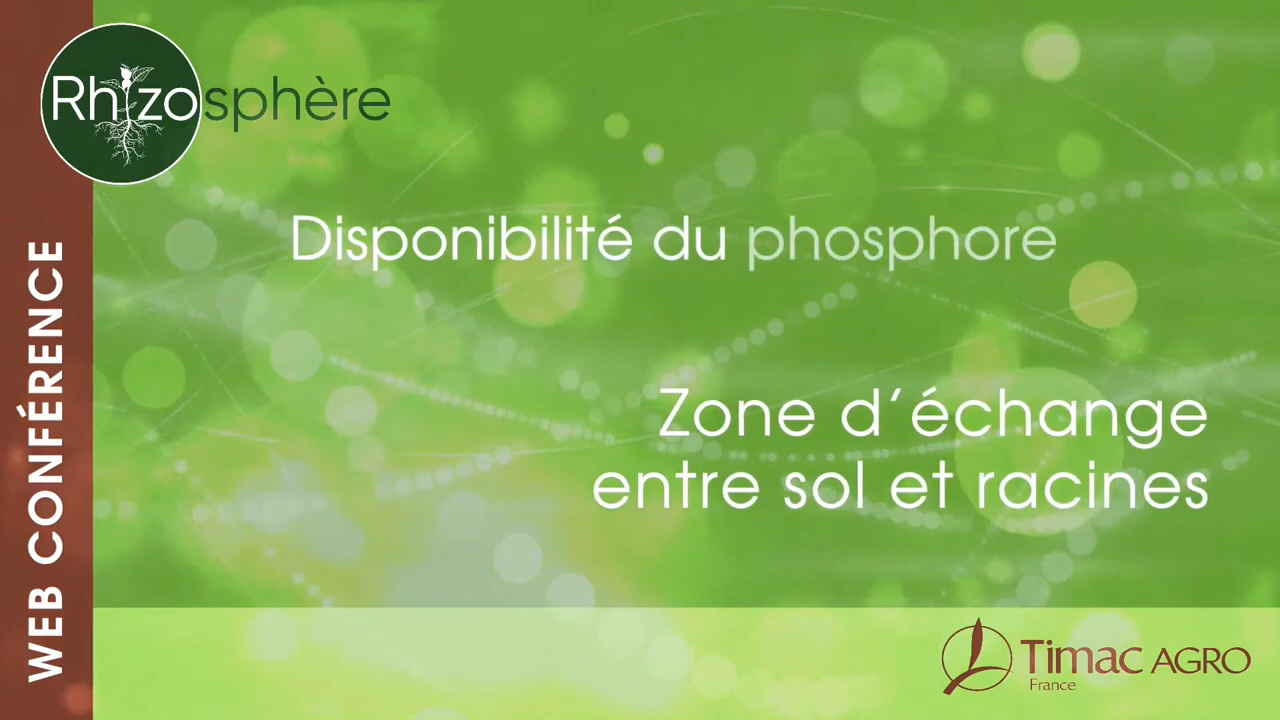 Rhizosphère
Disponibilité du phosphore
Zone d'échange
entre sol et racines
WEB CONFÉRENCE
Timac AGRO
France